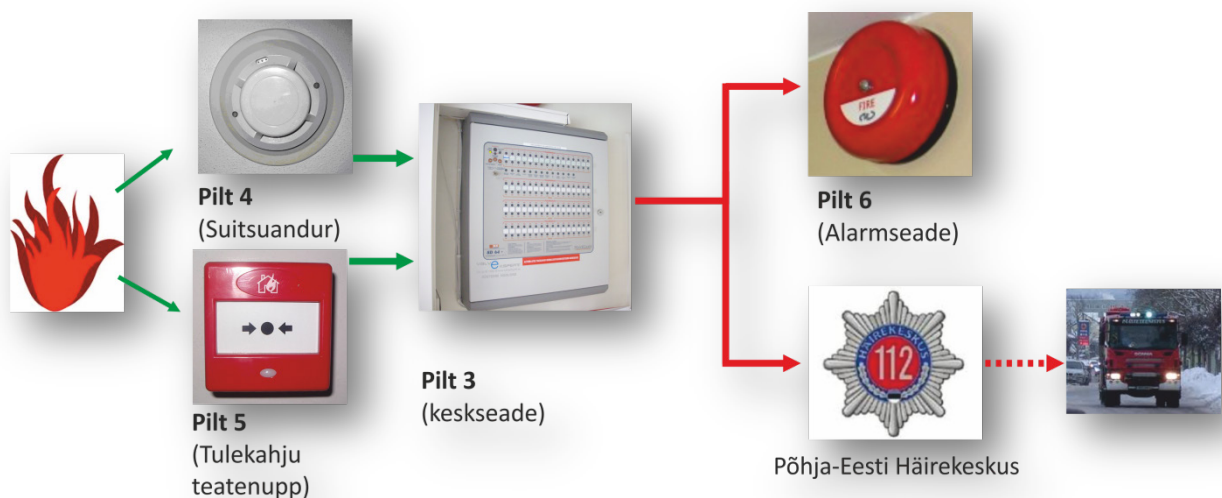 Pilt 4
(Suitsuandur)
Pilt 5
(Tulekahju
teatenupp)
Pilt 3
(keskseade)
FIRE
Pilt 6
(Alarmseade)
HÄIREKESKUS
112
Põhja-Eesti Häirekeskus